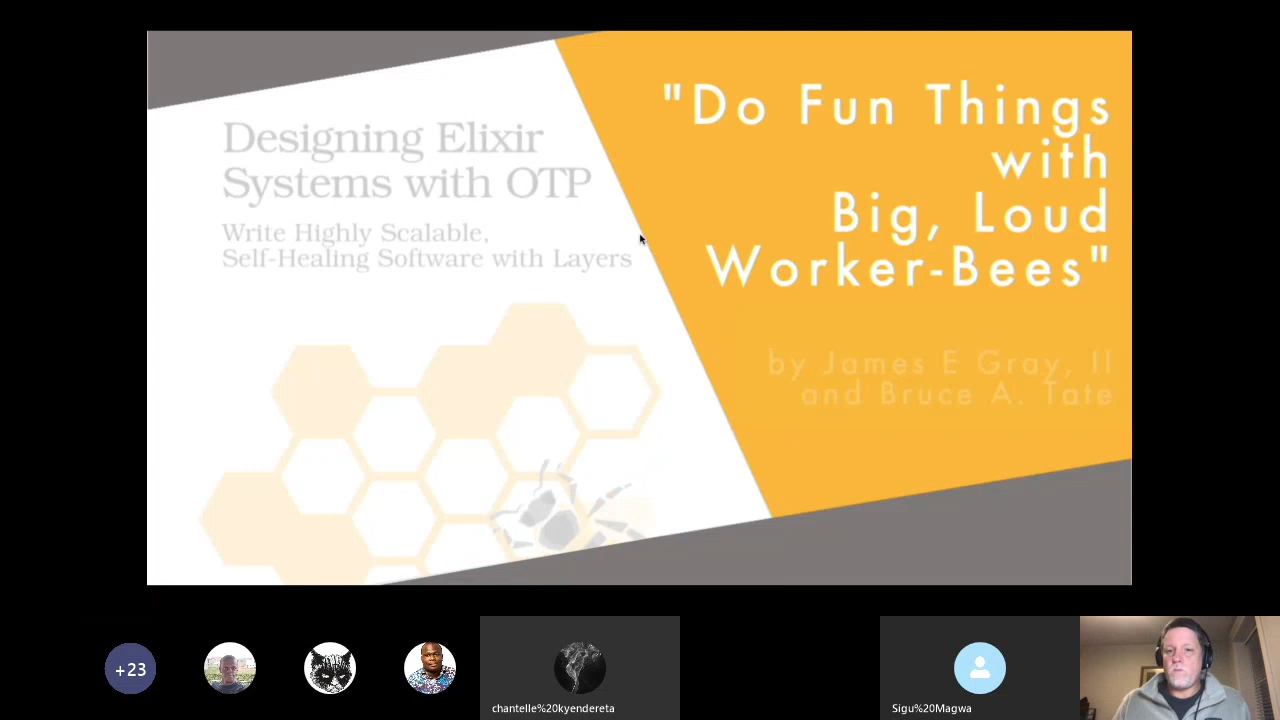 Designing Elixir
Systems with OTP
Write Highly Scalable,
Self-Healing Software with Layers
"Do Fun Things
with
Big, Loud
Worker-Bees"
by James E Gray, II
and Bruce A. Tate
+23
chantelle%20kyendereta
Sigu%20Magwa